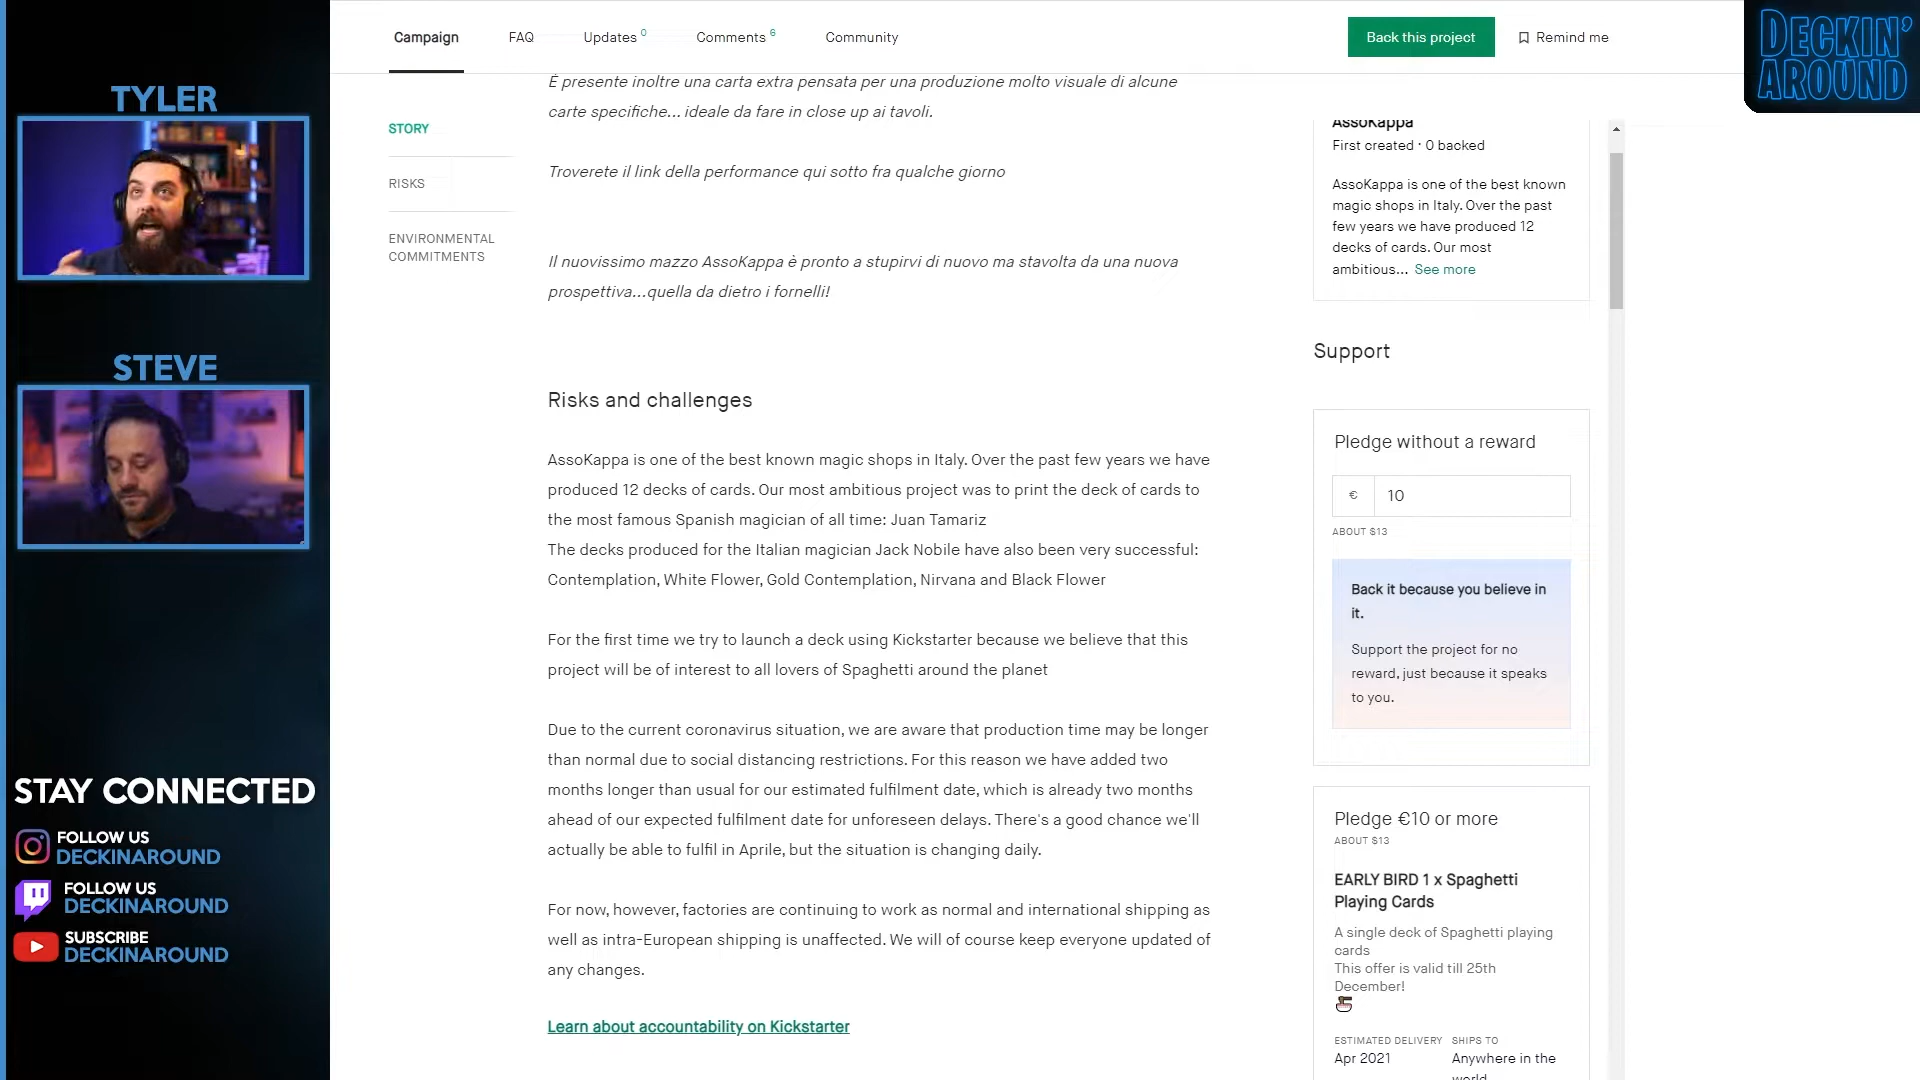 Campaign
FAQ
Updates 0
Comments 6
Community
Back this project
Remind me
DECKIN'
AROUND
TYLER
STEVE
STAY CONNECTED
FOLLOW US
DECKINAROUND
FOLLOW US
DECKINAROUND
SUBSCRIBE
DECKINAROUND
STORY
RISKS
ENVIRONMENTAL
COMMITMENTS
È presente inoltre una carta extra pensata per una produzione molto visuale di alcune
carte specifiche... ideale da fare in close up ai tavoli.
Troverete il link della performance qui sotto fra qualche giorno
Il nuovissimo mazzo AssoKappa è pronto a stupirvi di nuovo ma stavolta da una nuova
prospettiva...quella da dietro i fornelli!
Risks and challenges
AssoKappa is one of the best known magic shops in Italy. Over the past few years we have
produced 12 decks of cards. Our most ambitious project was to print the deck of cards to
the most famous Spanish magician of all time: Juan Tamariz
The decks produced for the Italian magician Jack Nobile have also been very successful:
Contemplation, White Flower, Gold Contemplation, Nirvana and Black Flower
For the first time we try to launch a deck using Kickstarter because we believe that this
project will be of interest to all lovers of Spaghetti around the planet
Due to the current coronavirus situation, we are aware that production time may be longer
than normal due to social distancing restrictions. For this reason we have added two
months longer than usual for our estimated fulfilment date, which is already two months
ahead of our expected fulfilment date for unforeseen delays. There's a good chance we'll
actually be able to fulfil in Aprile, but the situation is changing daily.
For now, however, factories are continuing to work as normal and international shipping as
well as intra-European shipping is unaffected. We will of course keep everyone updated of
any changes.
Learn about accountability on Kickstarter
AssoKappa
First created · 0 backed
AssoKappa is one of the best known
magic shops in Italy. Over the past
few years we have produced 12
decks of cards. Our most
ambitious... See more
Support
Pledge without a reward
€ 10
ABOUT $13
Back it because you believe in
it.
Support the project for no
reward, just because it speaks
to you.
Pledge €10 or more
ABOUT $13
EARLY BIRD 1 x Spaghetti
Playing Cards
A single deck of Spaghetti playing
cards
This offer is valid till 25th
December!
ESTIMATED DELIVERY
Apr 2021
SHIPS TO
Anywhere in the
world